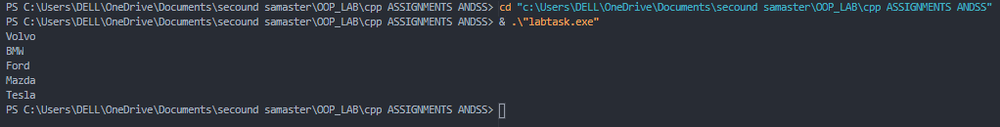 PS C:\Users\DELL\OneDrive\Documents\secound samaster\OOP_LAB\cpp ASSIGNMENTS ANDSS> cd "c:\Users\DELL\OneDrive\Documents\secound samaster\OOP_LAB\cpp ASSIGNMENTS ANDSS"
PS C:\Users\DELL\OneDrive\Documents\secound samaster\OOP_LAB\cpp ASSIGNMENTS ANDSS> & .\"labtask.exe"
Volvo
BMW
Ford
Mazda
Tesla
PS C:\Users\DELL\OneDrive\Documents\secound samaster\OOP_LAB\cpp ASSIGNMENTS ANDSS>